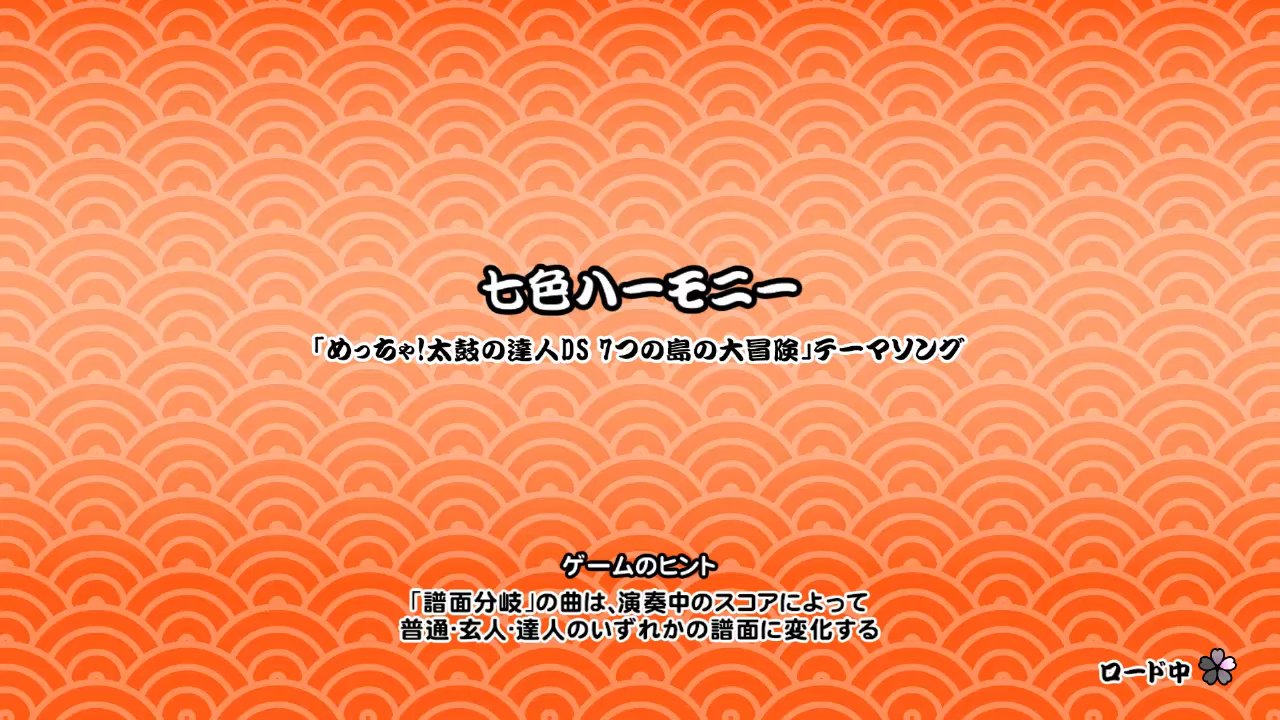 七色ハーモニー
「めっちゃ!太鼓の達人DS 7つの島の大冒険」テーマソング
ゲームのヒント
「譜面分岐」の曲は、演奏中のスコアによって
普通・玄人・達人のいずれかの譜面に変化する
ロード中